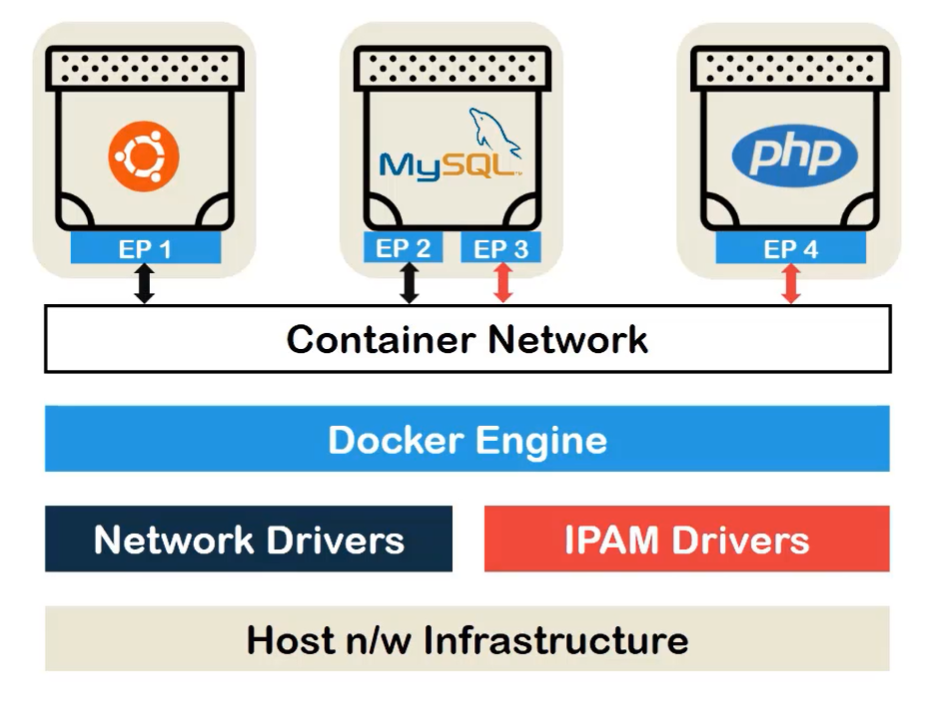 MySQL
php
EP 1
EP 2
EP 3
EP 4
Container Network
Docker Engine
Network Drivers
IPAM Drivers
Host n/w Infrastructure